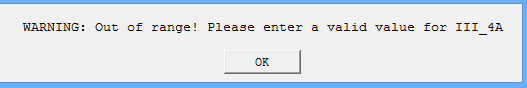 WARNING: Out of range! Please enter a valid value for III_4A
OK